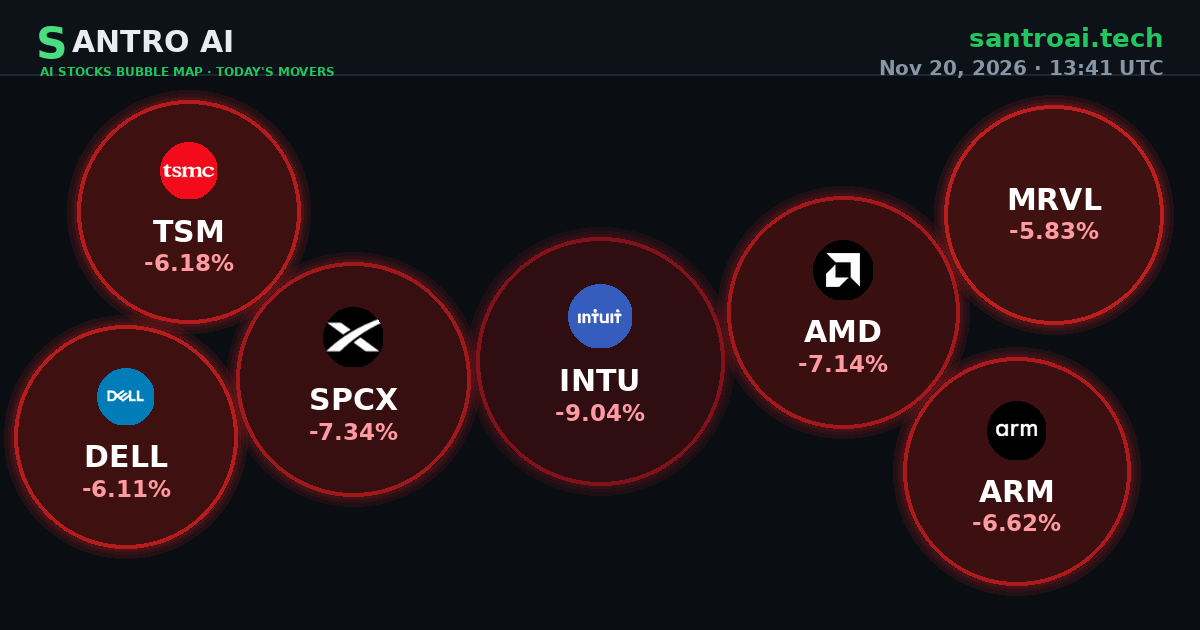 SANTRO AI
AI STOCKS BUBBLE MAP · TODAY'S MOVERS
santroai.tech
Nov 20, 2026 · 13:41 UTC
tsmc
TSM
-6.18%
DELL
DELL
-6.11%
SPCX
-7.34%
intuit
INTU
-9.04%
AMD
-7.14%
MRVL
-5.83%
arm
ARM
-6.62%